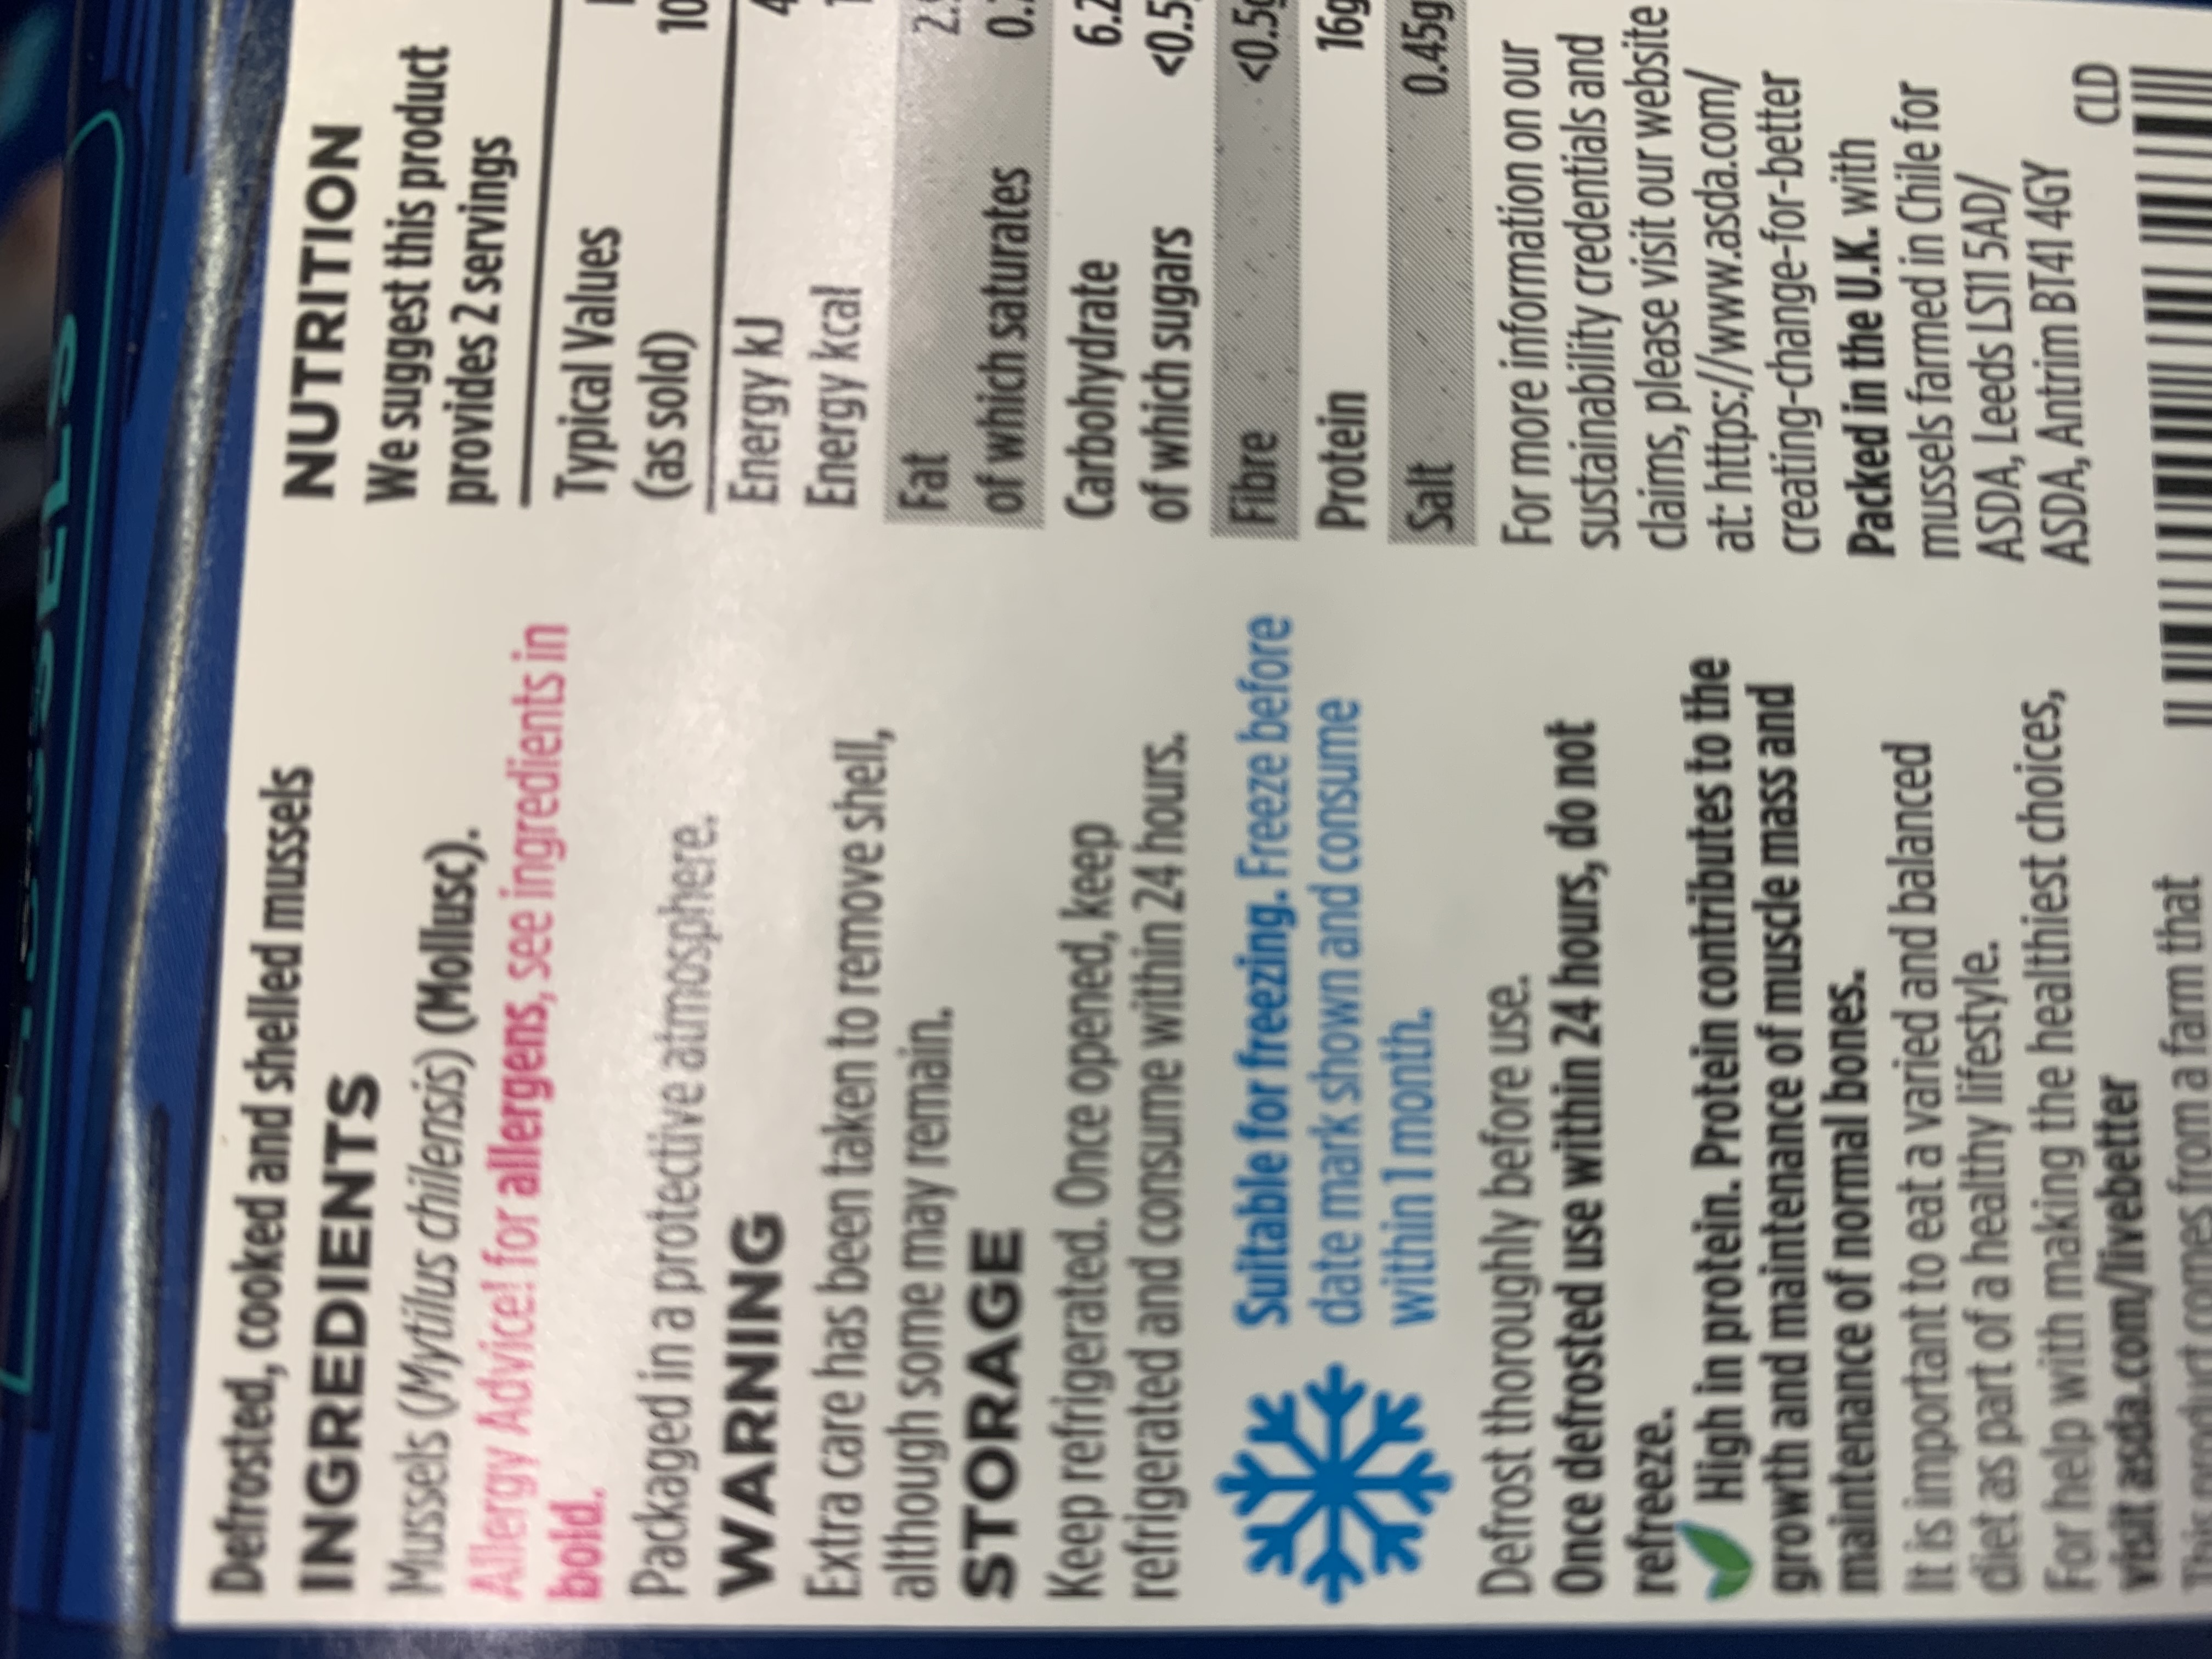 MUSSELS
Defrosted, cooked and shelled mussels
INGREDIENTS
Mussels (Mytilus chilensis) (Mollusc).
Allergy Advice! for allergens, see ingredients in
bold.
Packaged in a protective atmosphere.
WARNING
Extra care has been taken to remove shell,
although some may remain.
STORAGE
Keep refrigerated. Once opened, keep
refrigerated and consume within 24 hours.
Suitable for freezing. Freeze before
date mark shown and consume
within 1 month.
Defrost thoroughly before use.
Once defrosted use within 24 hours, do not
refreeze.
High in protein. Protein contributes to the
growth and maintenance of muscle mass and
maintenance of normal bones.
It is important to eat a varied and balanced
diet as part of a healthy lifestyle.
For help with making the healthiest choices,
visit asda.com/livebetter
This product comes from a farm that
NUTRITION
We suggest this product
provides 2 servings
Typical Values
(as sold) 10
Energy kJ 4
Energy kcal 1
Fat 2.
of which saturates 0.
Carbohydrate 6.2
of which sugars <0.5
Fibre <0.5g
Protein 16g
Salt 0.45g
For more information on our
sustainability credentials and
claims, please visit our website
at: https://www.asda.com/
creating-change-for-better
Packed in the U.K. with
mussels farmed in Chile for
ASDA, Leeds LS11 5AD/
ASDA, Antrim BT41 4GY
CLD